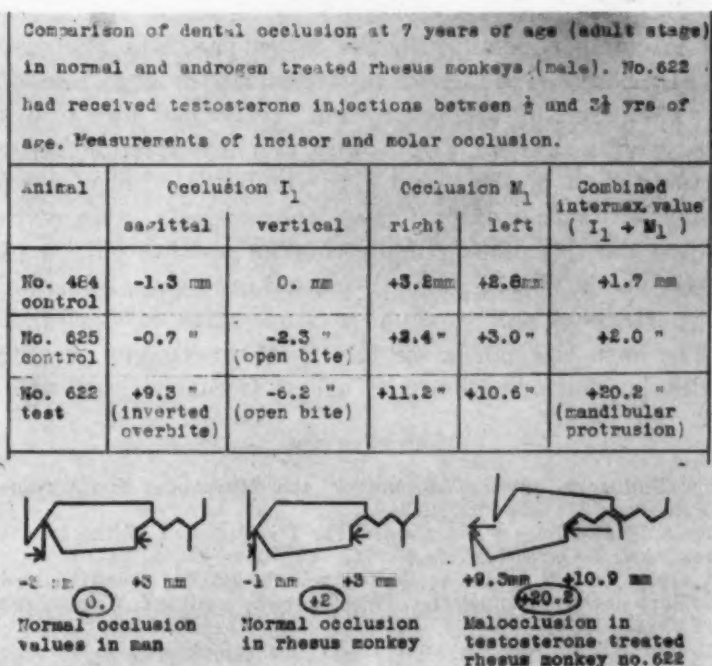 Comparison of dental occlusion at 7 years of age (adult stage)
in normal and androgen treated rhesus monkeys (male). No.622
had received testosterone injections between ½ and 3½ yrs of
age. Measurements of incisor and molar occlusion.
Animal Occlusion I1 Occlusion M1 Combined
intermax. value
sagittal vertical right left ( I1 + M1 )
No. 484 -1.3 mm 0. mm +3.2mm +2.8mm +1.7 mm
control
No. 625 -0.7 " -2.3 " +2.4 " +3.0 " +2.0 "
control (open bite)
No. 622 +9.3 " -6.2 " +11.2 " +10.6 " +20.2 "
test (inverted (open bite) (mandibular
overbite) protrusion)
-2 mm +3 mm -1 mm +3 mm +9.3mm +10.9 mm
0. +2 +20.2
Normal occlusion Normal occlusion Malocclusion in
values in man in rhesus monkey testosterone treated
rhesus monkey no.622